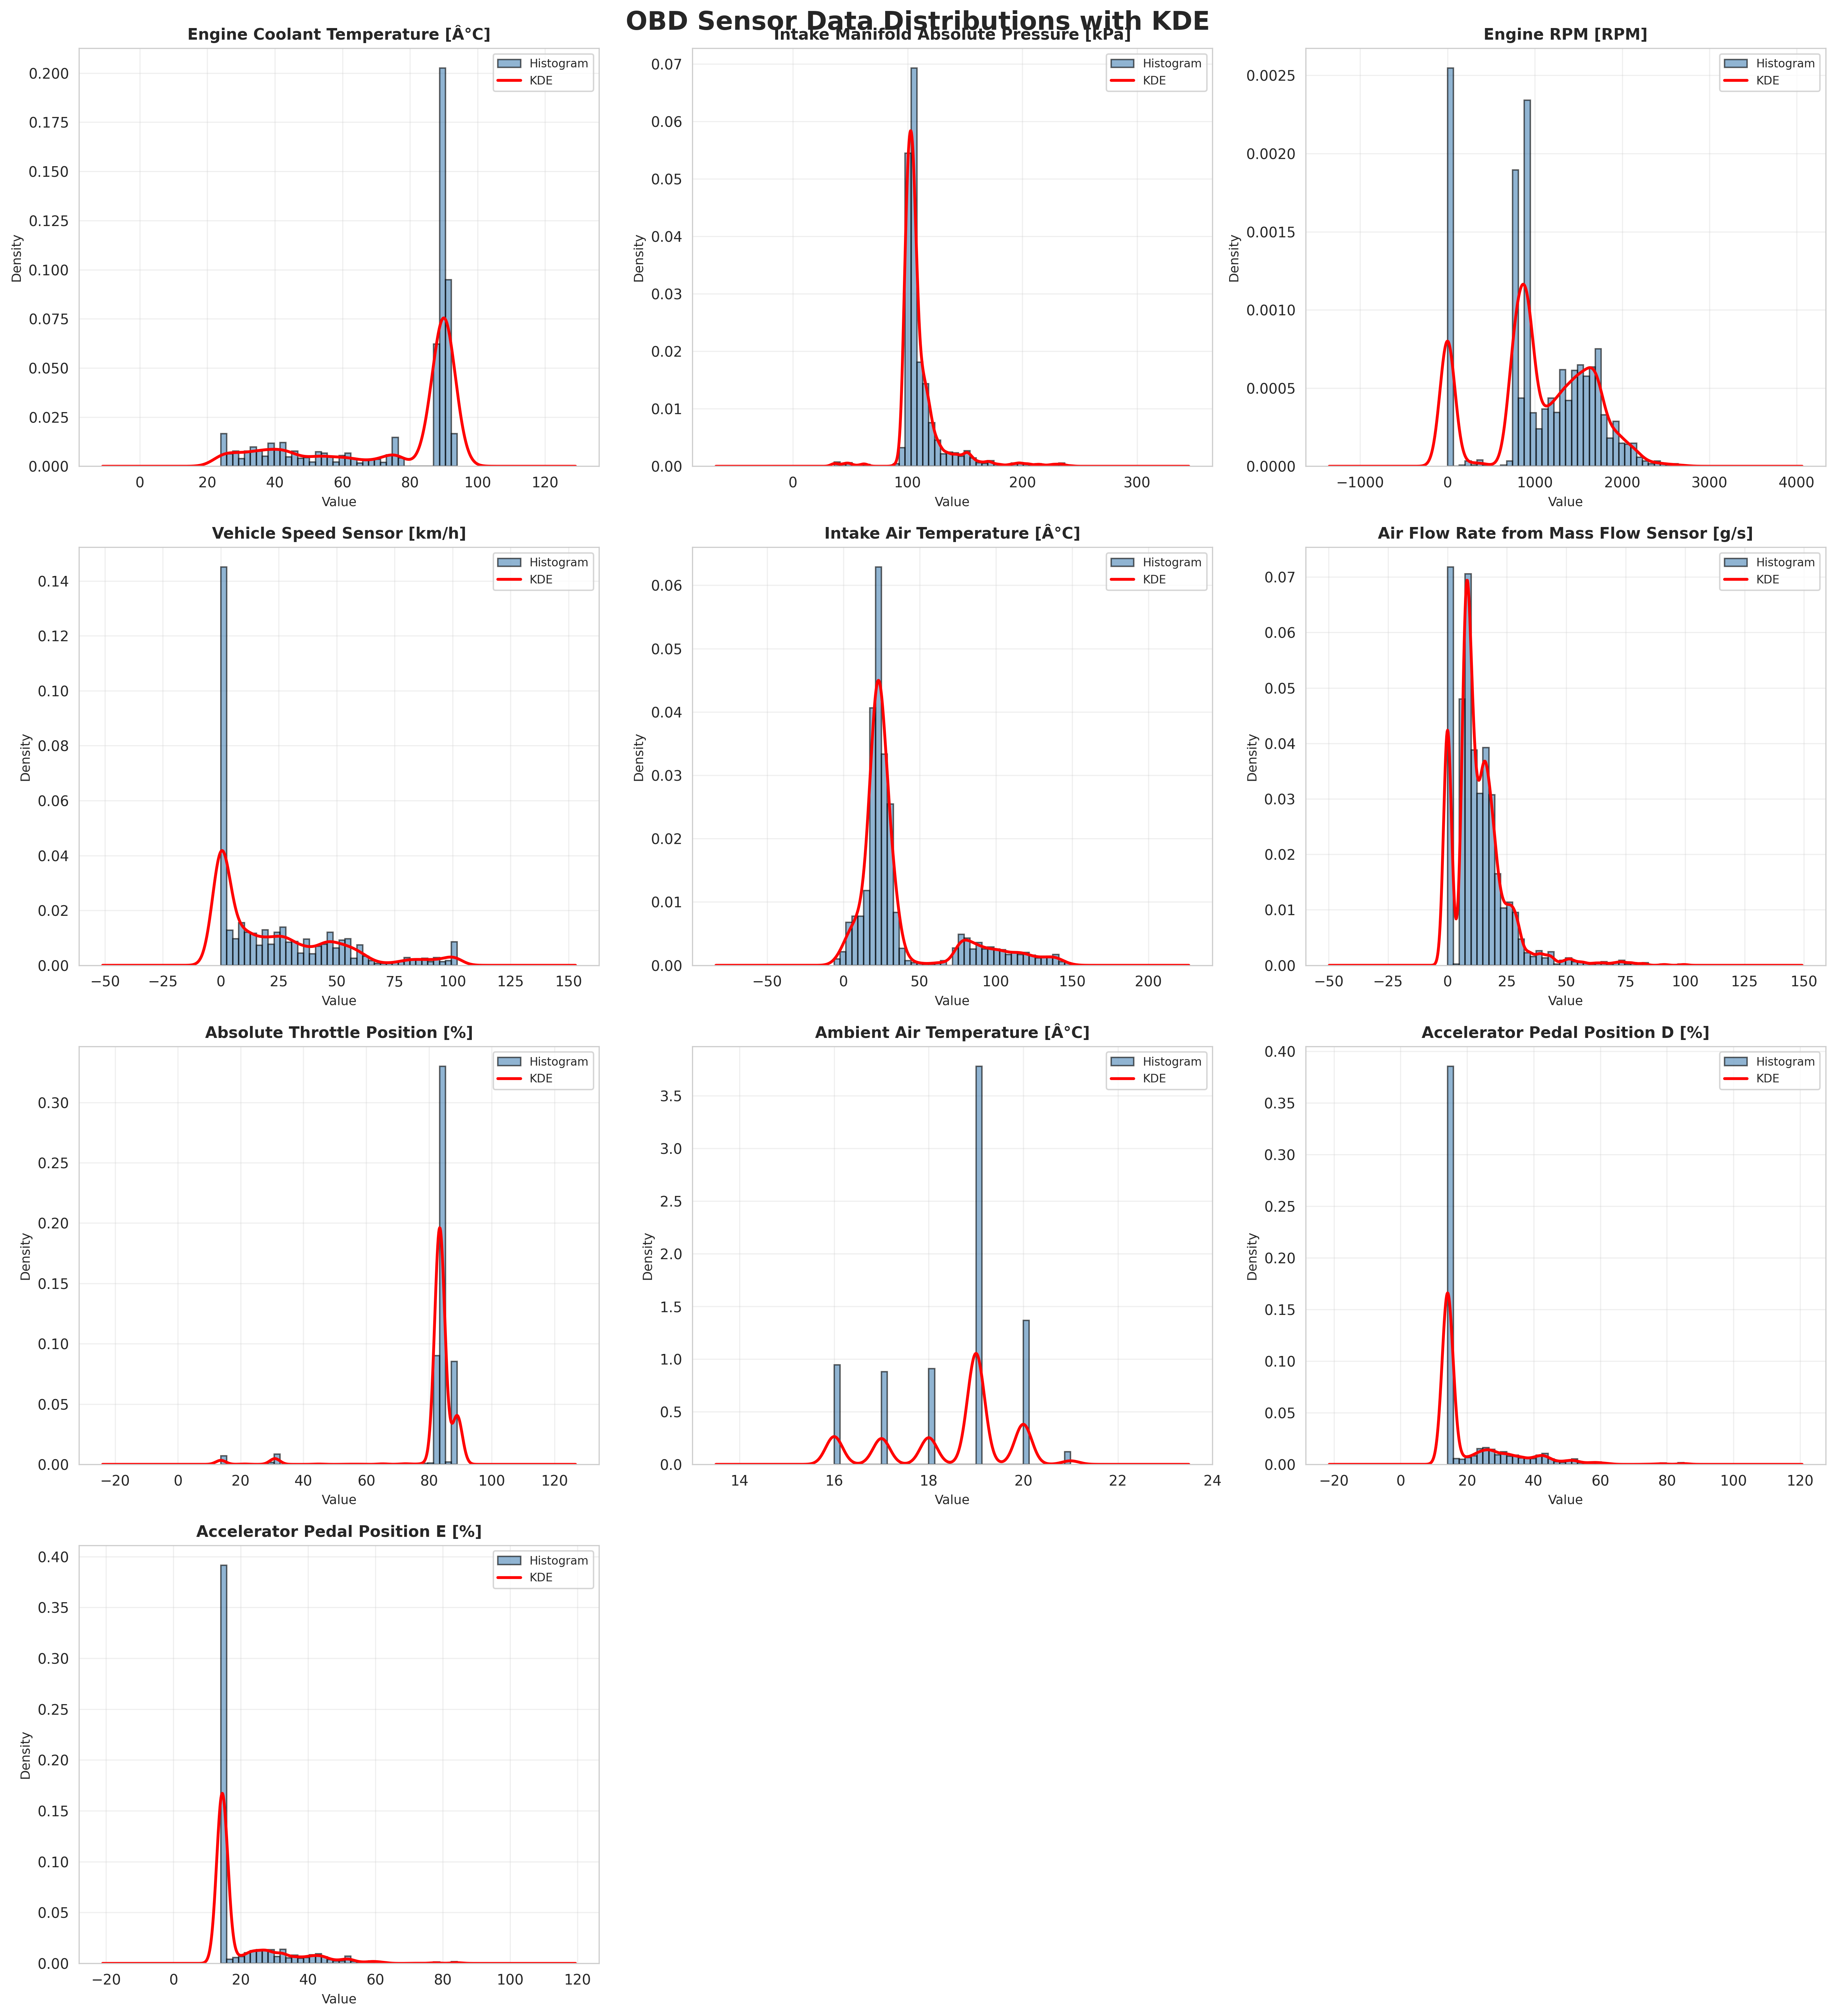 OBD Sensor Data Distributions with KDE
Engine Coolant Temperature [Â°C]
Histogram
KDE
Density
0.200
0.175
0.150
0.125
0.100
0.075
0.050
0.025
0.000
0 20 40 60 80 100 120
Value
Intake Manifold Absolute Pressure [kPa]
Histogram
KDE
Density
0.07
0.06
0.05
0.04
0.03
0.02
0.01
0.00
0 100 200 300
Value
Engine RPM [RPM]
Histogram
KDE
Density
0.0025
0.0020
0.0015
0.0010
0.0005
0.0000
−1000 0 1000 2000 3000 4000
Value
Vehicle Speed Sensor [km/h]
Histogram
KDE
Density
0.14
0.12
0.10
0.08
0.06
0.04
0.02
0.00
−50 −25 0 25 50 75 100 125 150
Value
Intake Air Temperature [Â°C]
Histogram
KDE
Density
0.06
0.05
0.04
0.03
0.02
0.01
0.00
−50 0 50 100 150 200
Value
Air Flow Rate from Mass Flow Sensor [g/s]
Histogram
KDE
Density
0.07
0.06
0.05
0.04
0.03
0.02
0.01
0.00
−50 −25 0 25 50 75 100 125 150
Value
Absolute Throttle Position [%]
Histogram
KDE
Density
0.30
0.25
0.20
0.15
0.10
0.05
0.00
−20 0 20 40 60 80 100 120
Value
Ambient Air Temperature [Â°C]
Histogram
KDE
Density
3.5
3.0
2.5
2.0
1.5
1.0
0.5
0.0
14 16 18 20 22 24
Value
Accelerator Pedal Position D [%]
Histogram
KDE
Density
0.40
0.35
0.30
0.25
0.20
0.15
0.10
0.05
0.00
−20 0 20 40 60 80 100 120
Value
Accelerator Pedal Position E [%]
Histogram
KDE
Density
0.40
0.35
0.30
0.25
0.20
0.15
0.10
0.05
0.00
−20 0 20 40 60 80 100 120
Value